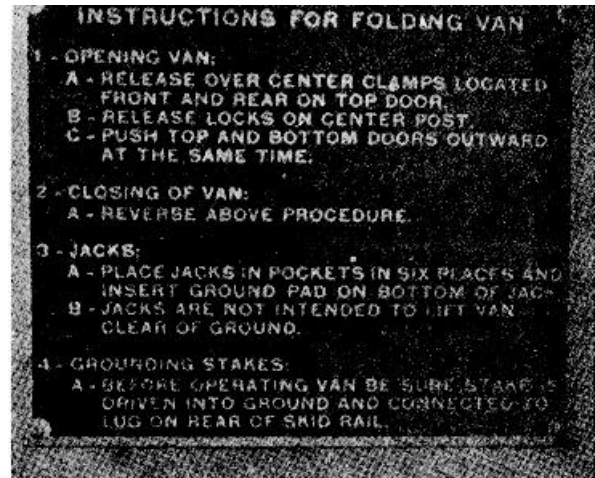 INSTRUCTIONS FOR FOLDING VAN
1 - OPENING VAN:
A - RELEASE OVER CENTER CLAMPS LOCATED
FRONT AND REAR ON TOP DOOR.
B - RELEASE LOCKS ON CENTER POST
C - PUSH TOP AND BOTTOM DOORS OUTWARD
AT THE SAME TIME.
2 - CLOSING OF VAN:
A - REVERSE ABOVE PROCEDURE.
3 - JACKS:
A - PLACE JACKS IN POCKETS IN SIX PLACES AND
INSERT GROUND PAD ON BOTTOM OF JACK
B - JACKS ARE NOT INTENDED TO LIFT VAN
CLEAR OF GROUND.
4 - GROUNDING STAKES:
A - BEFORE OPERATING VAN BE SURE STAKE IS
DRIVEN INTO GROUND AND CONNECTED TO
LUG ON REAR OF SKID RAIL.